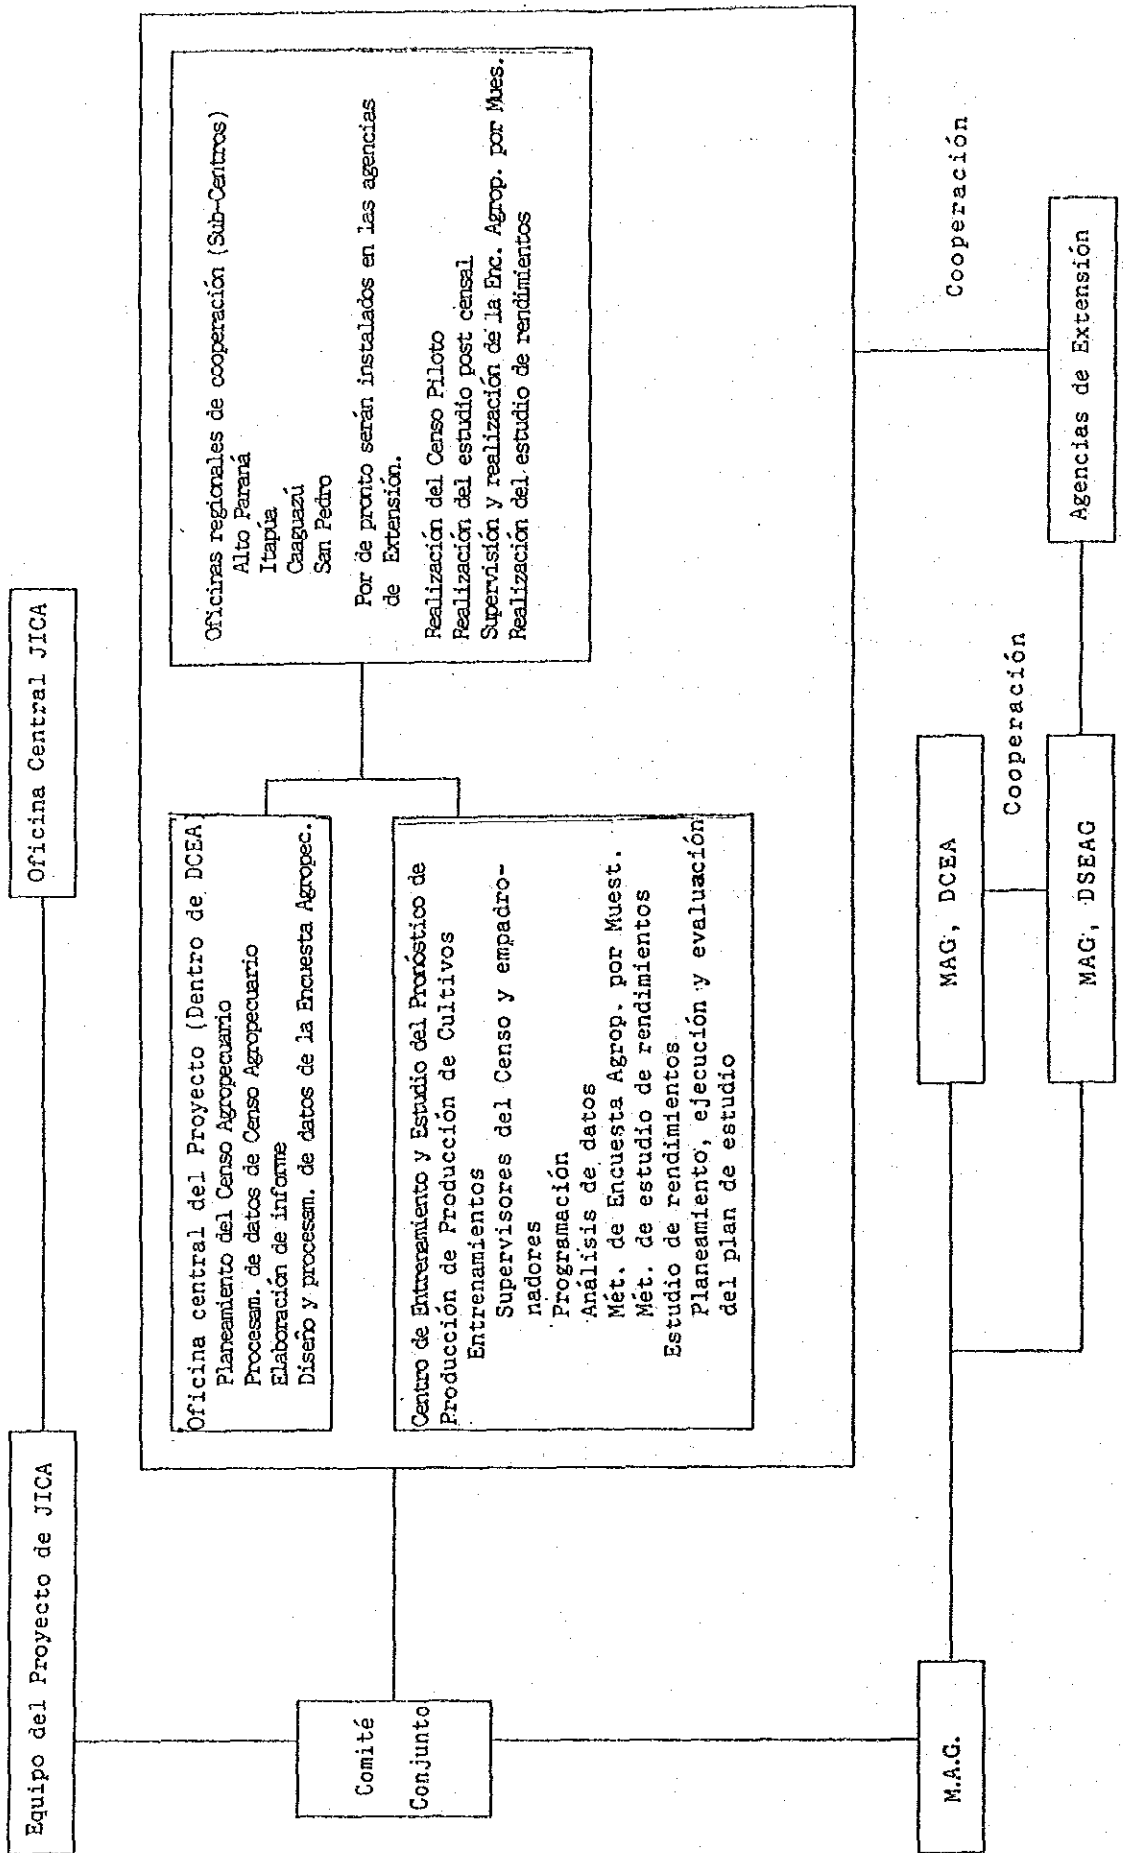 Equipo del Proyecto de JICA
Oficina Central JICA
Comité
Conjunto
Oficina central del Proyecto (Dentro de DCEA)
Planeamiento del Censo Agropecuario
Procesam. de datos de Censo Agropecuario
Elaboración de informe
Diseño y procesam. de datos de la Encuesta Agropec.
Centro de Entrenamiento y Estudio del Pronóstico de
Producción de Producción de Cultivos
Entrenamientos
Supervisores del Censo y empadro-
nadores
Programación
Análisis de datos
Mét. de Encuesta Agrop. por Muest.
Mét. de estudio de rendimientos
Estudio de rendimientos
Planeamiento, ejecución y evaluación
del plan de estudio
Oficinas regionales de cooperación (Sub-Centros)
Alto Paraná
Itapúa
Caaguazú
San Pedro
Por de pronto serán instalados en las agencias
de Extensión.
Realización del Censo Piloto
Realización del estudio post censal
Supervisión y realización de la Enc. Agrop. por Mues.
Realización del estudio de rendimientos
M.A.G.
MAG, DCEA
Cooperación
MAG, DSEAG
Cooperación
Agencias de Extensión